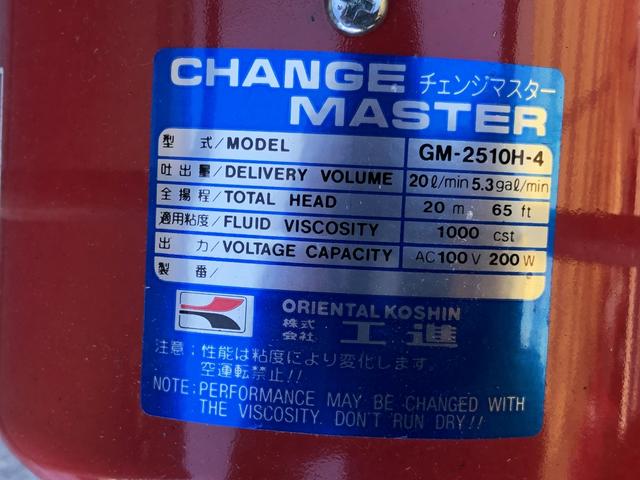 CHANGE チェンジマスター
MASTER
型 式/MODEL GM-2510H-4
吐出量/DELIVERY VOLUME 20ℓ/min 5.3gaℓ/min
全揚程/TOTAL HEAD 20 m 65 ft
適用粘度/FLUID VISCOSITY 1000 cst
出 力/VOLTAGE CAPACITY AC100V 200W
製 番/
ORIENTAL KOSHIN
株式会社 工進
注意：性能は粘度により変化します。
空運転禁止!!
NOTE:PERFORMANCE MAY BE CHANGED WITH
THE VISCOSITY. DON'T RUN DRY!!